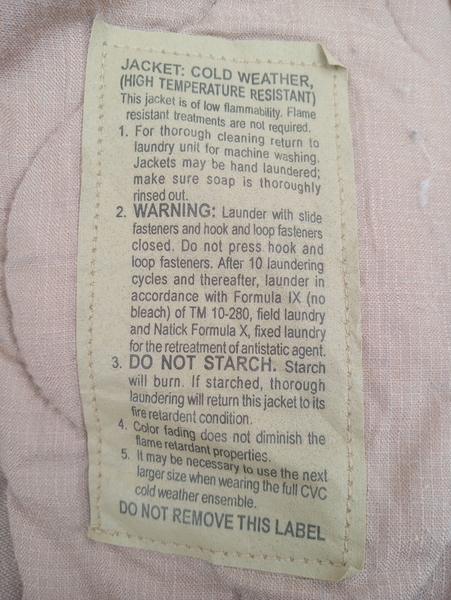 JACKET: COLD WEATHER,
(HIGH TEMPERATURE RESISTANT)
This jacket is of low flammability. Flame
resistant treatments are not required.
1. For thorough cleaning return to
laundry unit for machine washing.
Jackets may be hand laundered;
make sure soap is thoroughly
rinsed out.
2. WARNING: Launder with slide
fasteners and hook and loop fasteners
closed. Do not press hook and
loop fasteners. After 10 laundering
cycles and thereafter, launder in
accordance with Formula IX (no
bleach) of TM 10-280, field laundry
and Natick Formula X, fixed laundry
for the retreatment of antistatic agent.
3. DO NOT STARCH. Starch
will burn. If starched, thorough
laundering will return this jacket to its
fire retardent condition.
4. Color fading does not diminish the
flame retardant properties.
5. It may be necessary to use the next
larger size when wearing the full CVC
cold weather ensemble.
DO NOT REMOVE THIS LABEL